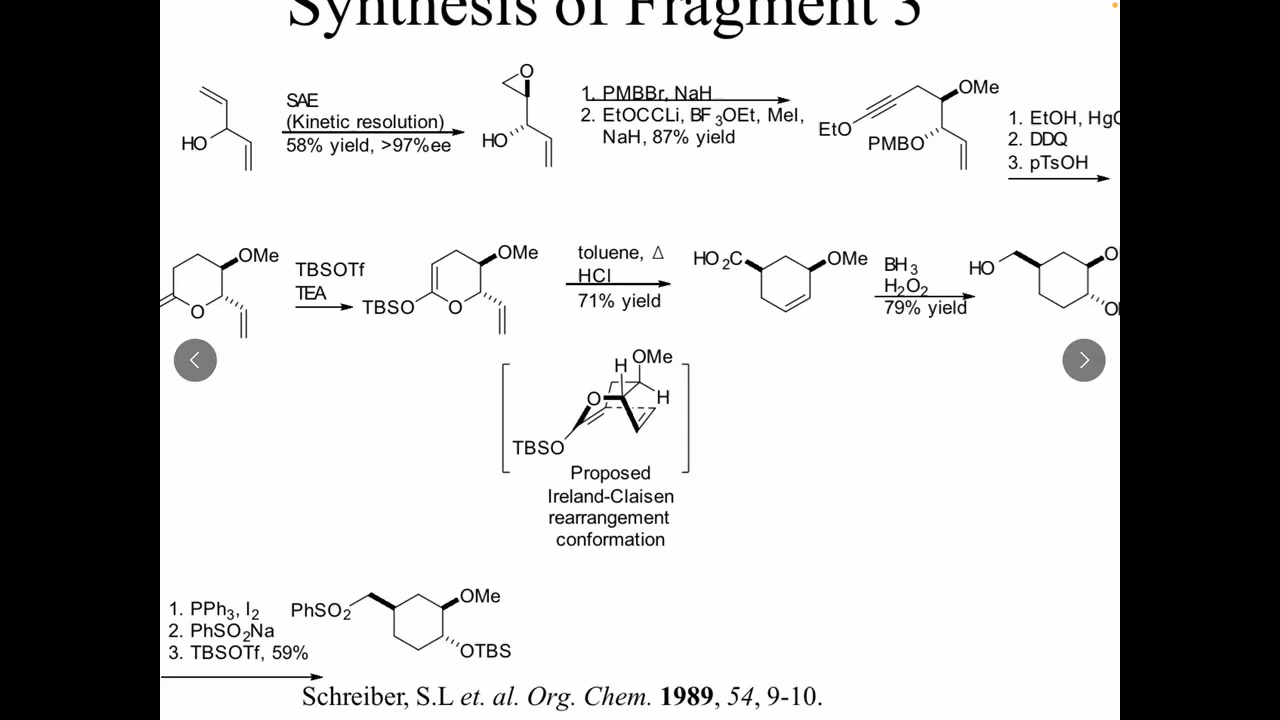 Synthesis of Fragment 3
O
HO
SAE
(Kinetic resolution)
58% yield, >97%ee
HO
1. PMBBr, NaH
2. EtOCCLi, BF3OEt, MeI,
NaH, 87% yield
OMe
EtO
PMBO
1. EtOH, HgC
2. DDQ
3. pTsOH
OMe
O
TBSOTf
TEA
OMe
TBSO
O
toluene, Δ
HCl
71% yield
HO2C
OMe
BH3
H2O2
79% yield
HO
O
O
H
OMe
O
H
TBSO
Proposed
Ireland-Claisen
rearrangement
conformation
1. PPh3, I2
2. PhSO2Na
3. TBSOTf, 59%
PhSO2
OMe
OTBS
Schreiber, S.L et. al. Org. Chem. 1989, 54, 9-10.